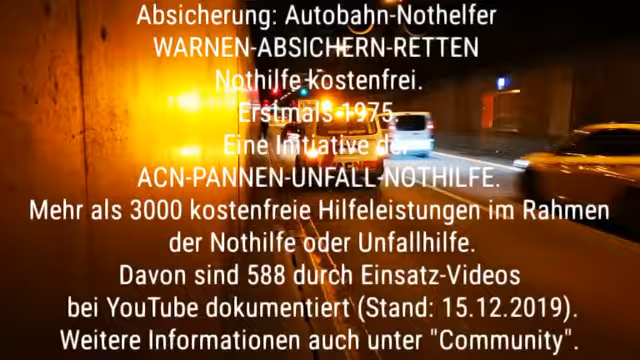 Absicherung: Autobahn-Nothelfer
WARNEN-ABSICHERN-RETTEN
Nothilfe kostenfrei.
Erstmals 1975.
Eine Initiative der
ACN-PANNEN-UNFALL-NOTHILFE.
Mehr als 3000 kostenfreie Hilfeleistungen im Rahmen
der Nothilfe oder Unfallhilfe.
Davon sind 588 durch Einsatz-Videos
bei YouTube dokumentiert (Stand: 15.12.2019).
Weitere Informationen auch unter "Community".